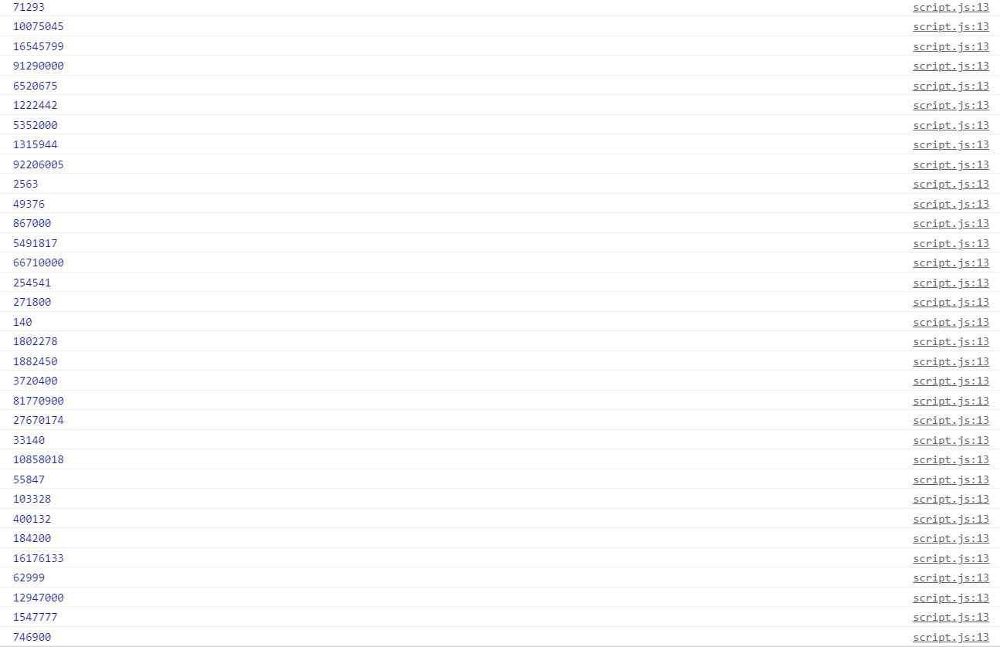 71293 script.js:13
10075045 script.js:13
16545799 script.js:13
91290000 script.js:13
6520675 script.js:13
1222442 script.js:13
5352000 script.js:13
1315944 script.js:13
92206005 script.js:13
2563 script.js:13
49376 script.js:13
867000 script.js:13
5491817 script.js:13
66710000 script.js:13
254541 script.js:13
271800 script.js:13
140 script.js:13
1802278 script.js:13
1882450 script.js:13
3720400 script.js:13
81770900 script.js:13
27670174 script.js:13
33140 script.js:13
10858018 script.js:13
55847 script.js:13
103328 script.js:13
400132 script.js:13
184200 script.js:13
16176133 script.js:13
62999 script.js:13
12947000 script.js:13
1547777 script.js:13
746900 script.js:13